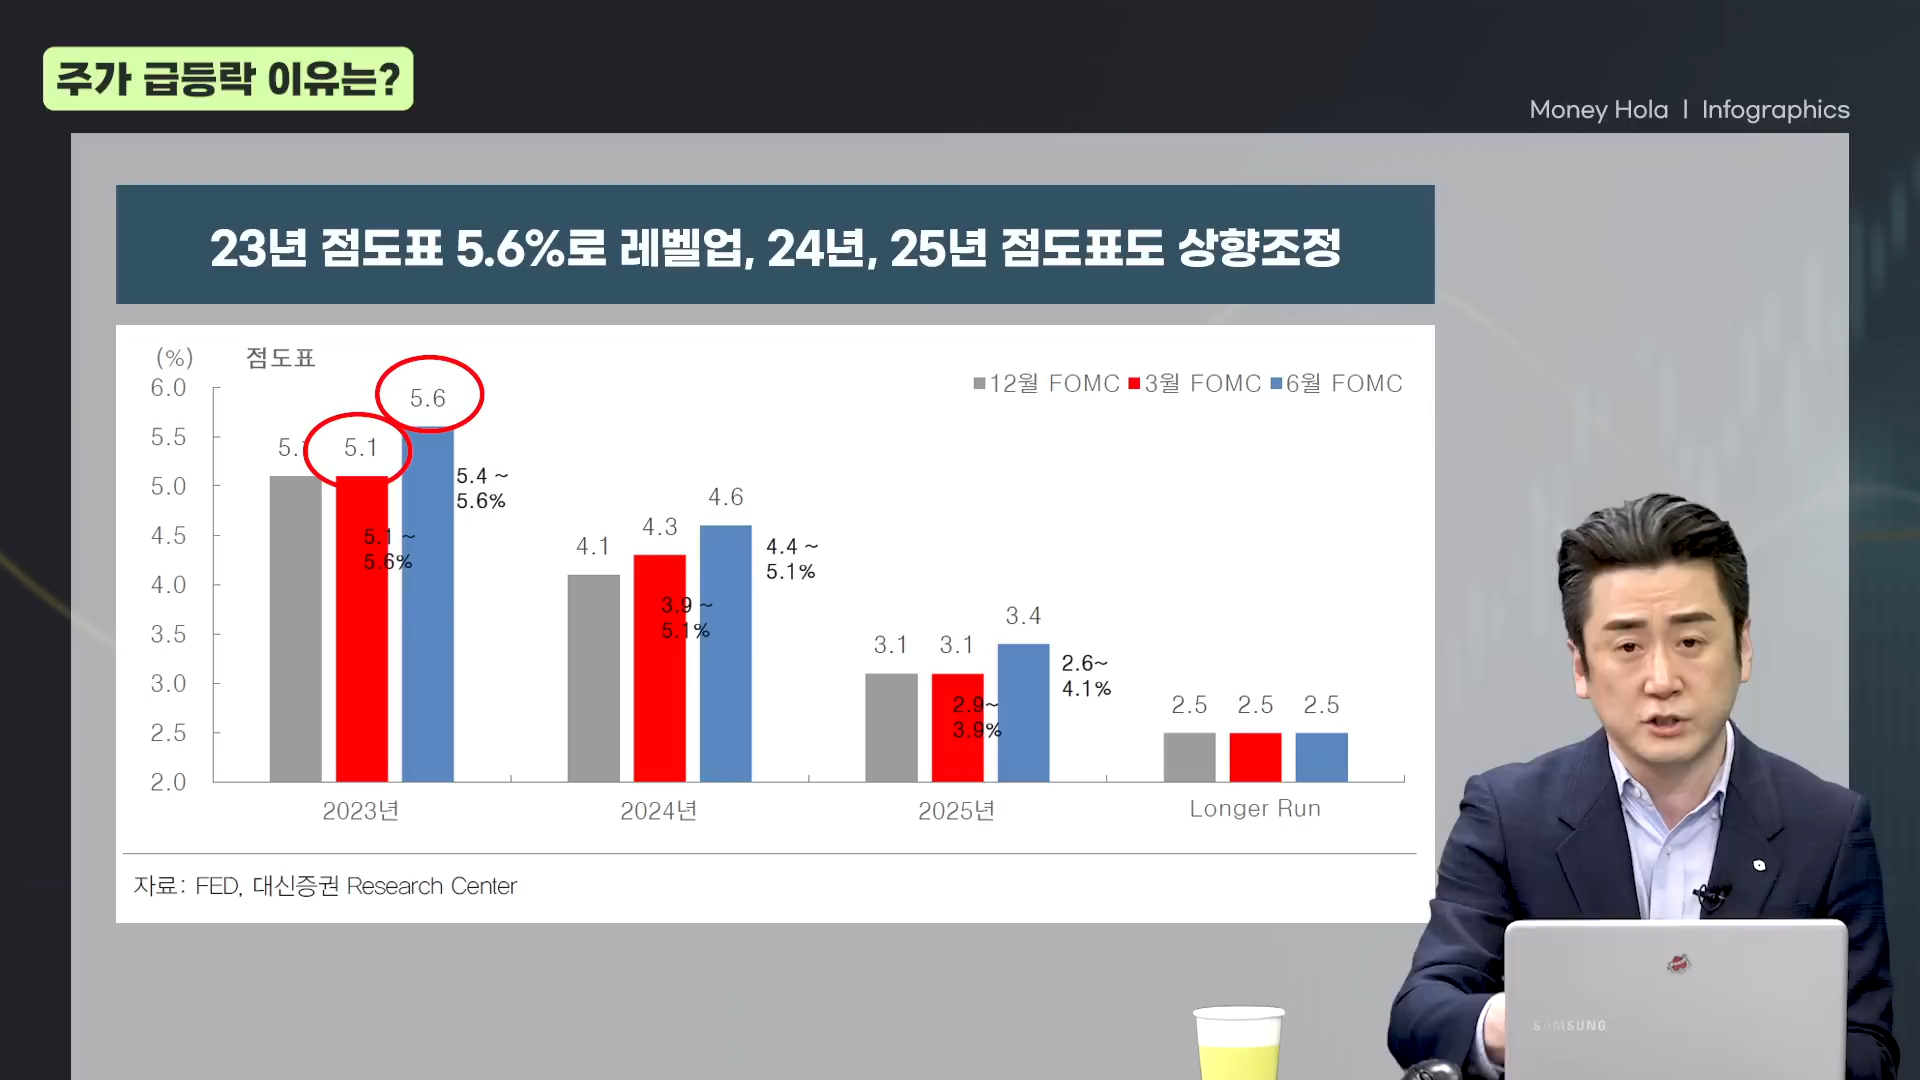 주가 급등락 이유는?
Money Hola | Infographics
23년 점도표 5.6%로 레벨업, 24년, 25년 점도표도 상향조정
(%) 점도표
12월 FOMC 3월 FOMC 6월 FOMC
6.0
5.5
5.0
4.5
4.0
3.5
3.0
2.5
2.0
5. 5.1 5.6
5.1 ~
5.6%
5.4 ~
5.6%
4.1 4.3 4.6
3.9 ~
5.1%
4.4 ~
5.1%
3.1 3.1 3.4
2.9~
3.9%
2.6~
4.1%
2.5 2.5 2.5
2023년 2024년 2025년 Longer Run
자료: FED, 대신증권 Research Center
SAMSUNG